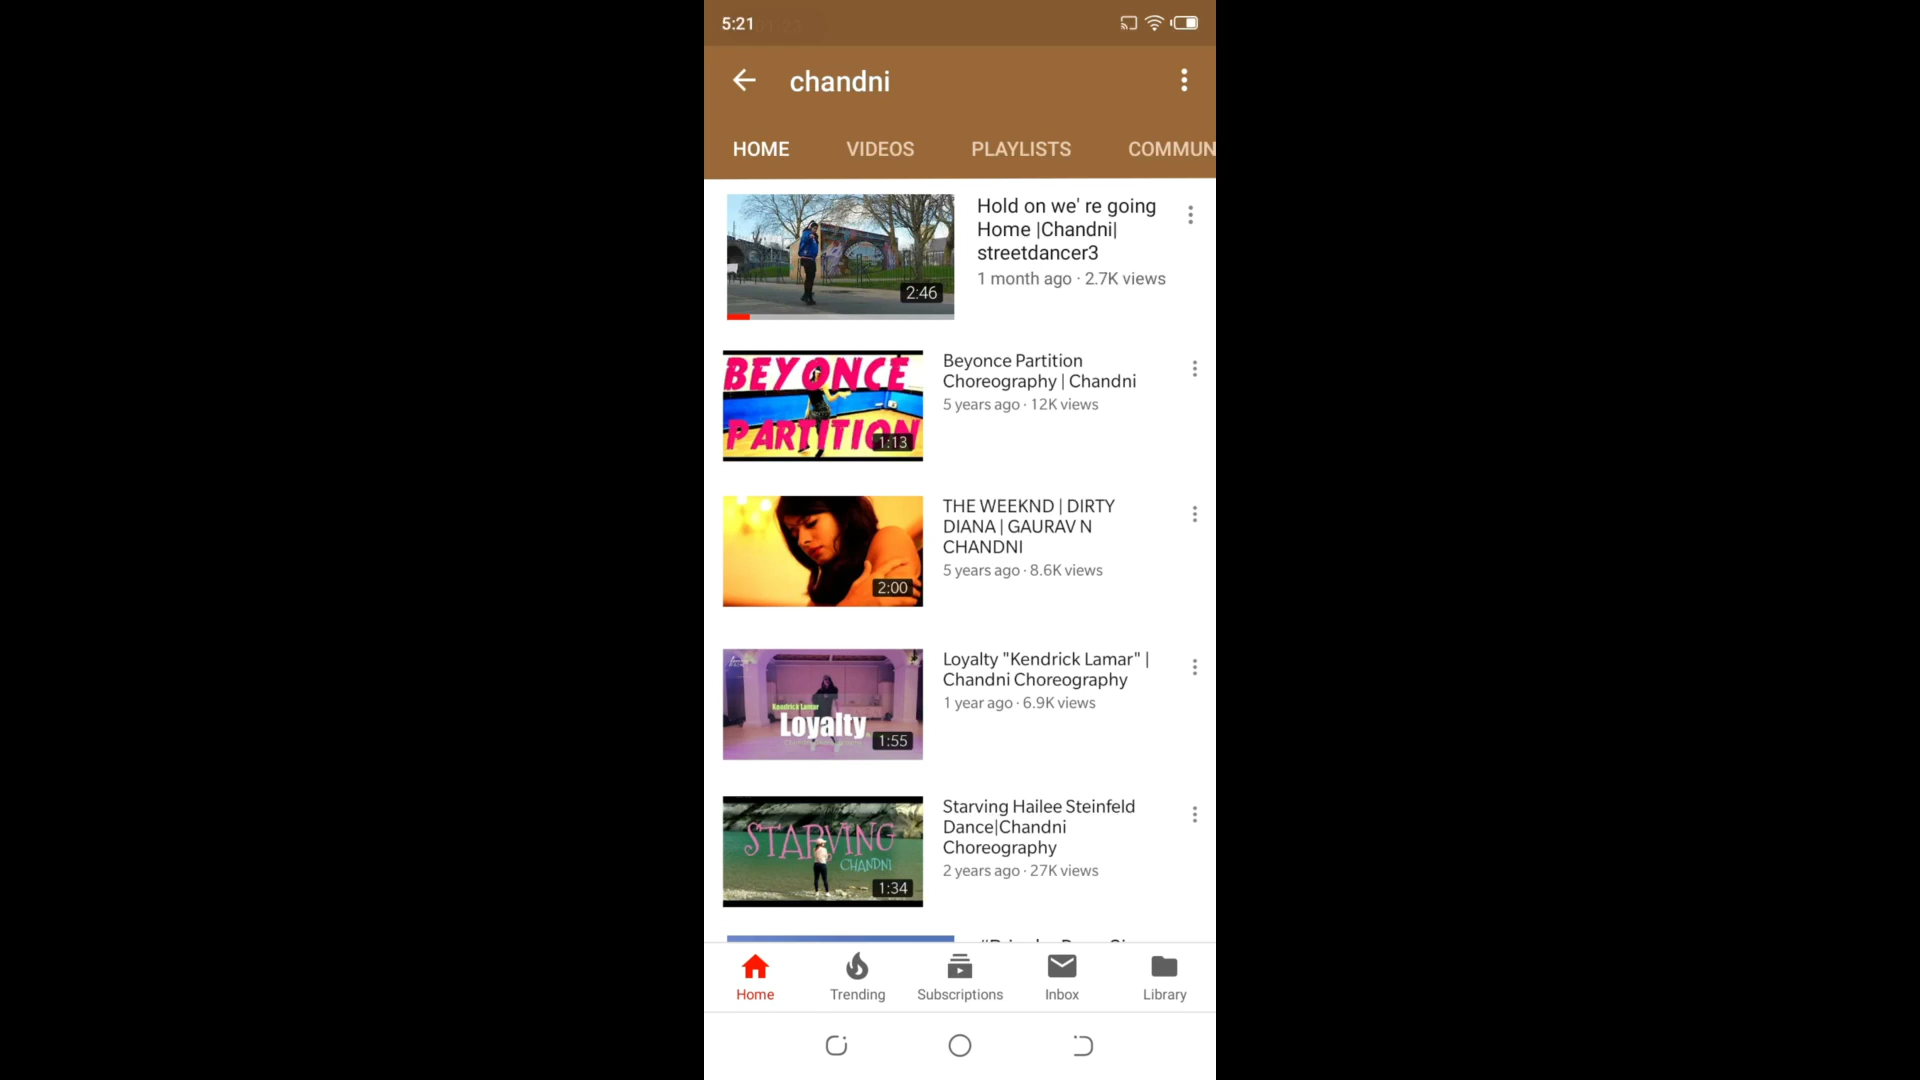 5:21
chandni
HOME VIDEOS PLAYLISTS COMMUN
Hold on we' re going
Home |Chandni|
streetdancer3
1 month ago · 2.7K views
2:46
BEYONCE
PARTITION
1:13
Beyonce Partition
Choreography | Chandni
5 years ago · 12K views
2:00
THE WEEKND | DIRTY
DIANA | GAURAV N
CHANDNI
5 years ago · 8.6K views
Kendrick Lamar
Loyalty
1:55
Loyalty "Kendrick Lamar" |
Chandni Choreography
1 year ago · 6.9K views
STARVING
CHANDNI
1:34
Starving Hailee Steinfeld
Dance|Chandni
Choreography
2 years ago · 27K views
Home Trending Subscriptions Inbox Library